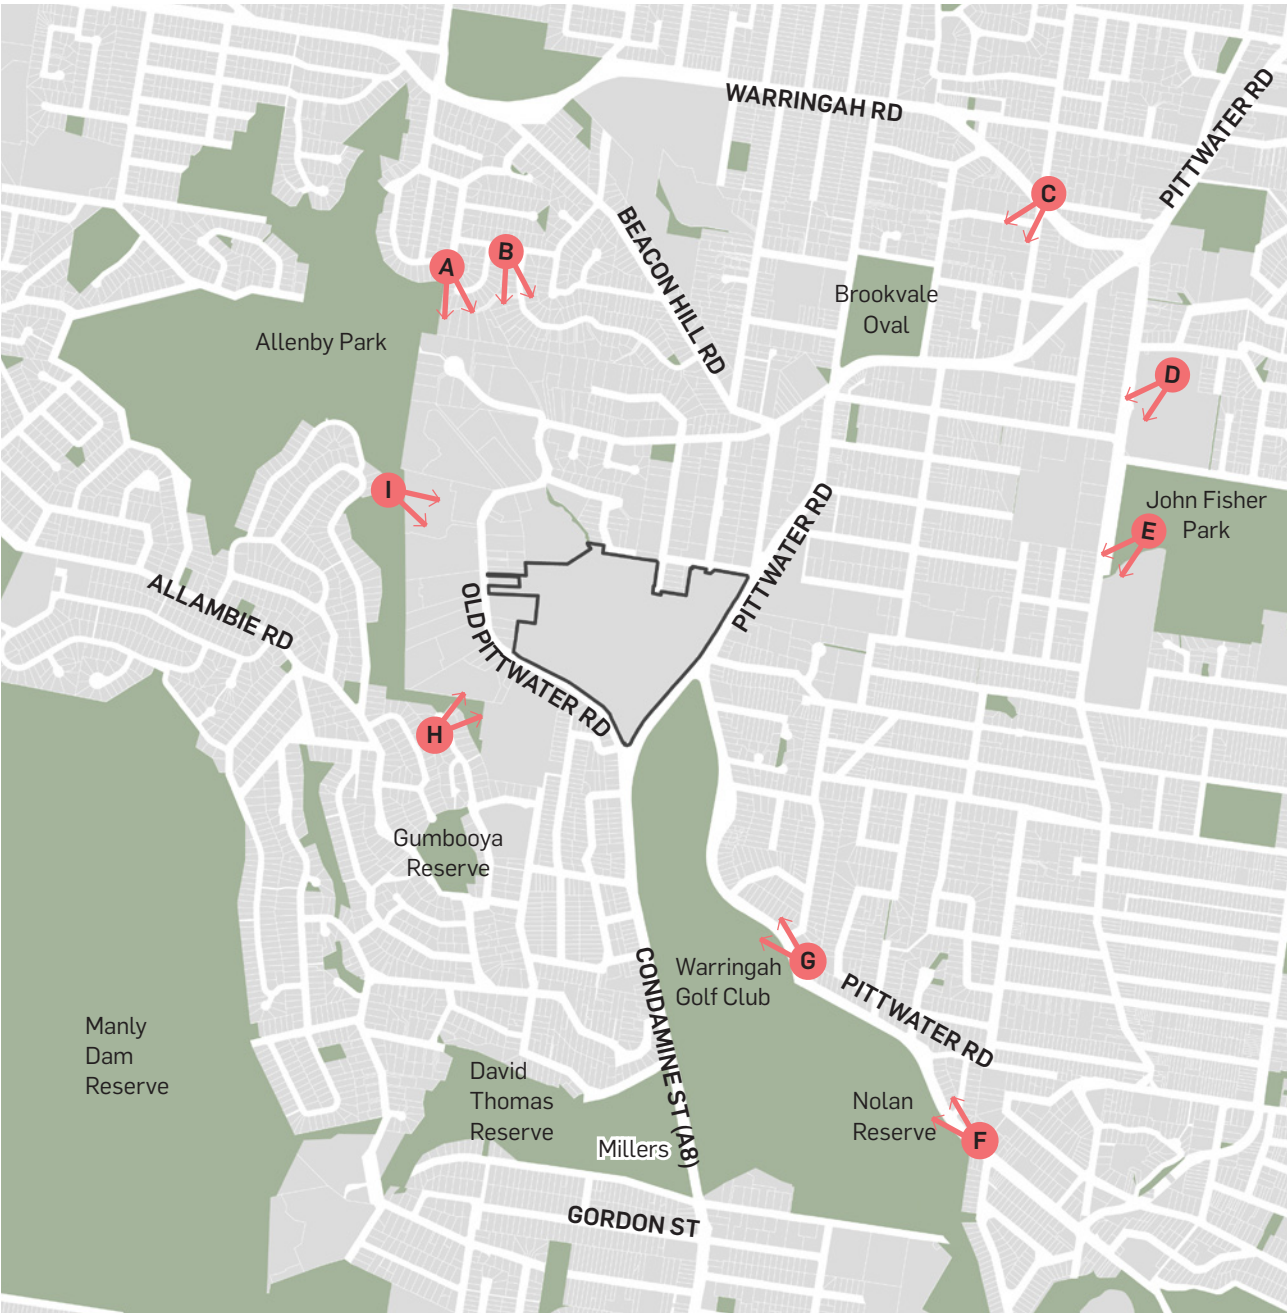 WARRINGAH RD
PITTWATER RD
C
BEACON HILL RD
B
A
Brookvale
Oval
Allenby Park
D
I
John Fisher
Park
E
PITTWATER RD
ALLAMBIE RD
OLD PITTWATER RD
H
Gumbooya
Reserve
G
Warringah
Golf Club
CONDAMINE ST (A8)
PITTWATER RD
Manly
Dam
Reserve
David
Thomas
Reserve
Nolan
Reserve
F
Millers
GORDON ST